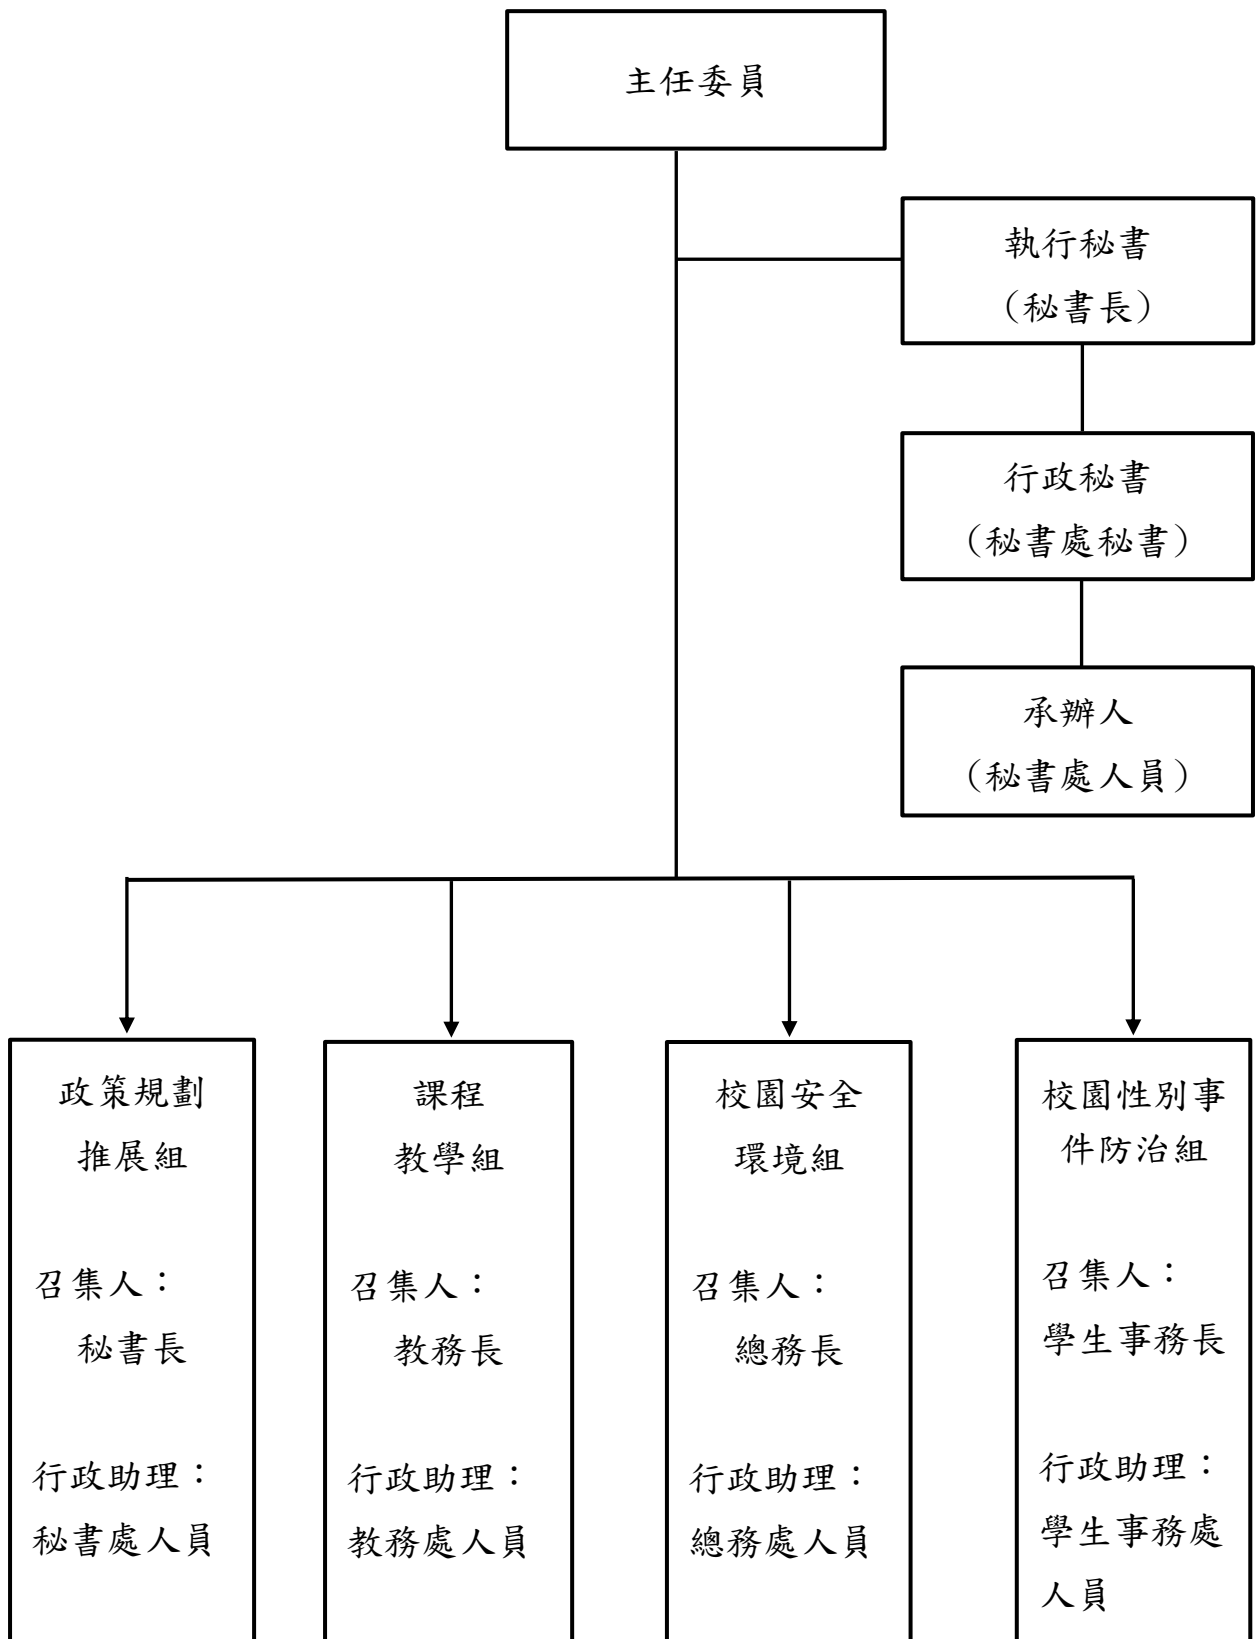 主任委員
執行秘書
(秘書長)
行政秘書
(秘書處秘書)
承辦人
(秘書處人員)
政策規劃
推展組
召集人：
秘書長
行政助理：
秘書處人員
課程
教學組
召集人：
教務長
行政助理：
教務處人員
校園安全
環境組
召集人：
總務長
行政助理：
總務處人員
校園性別事
件防治組
召集人：
學生事務長
行政助理：
學生事務處
人員